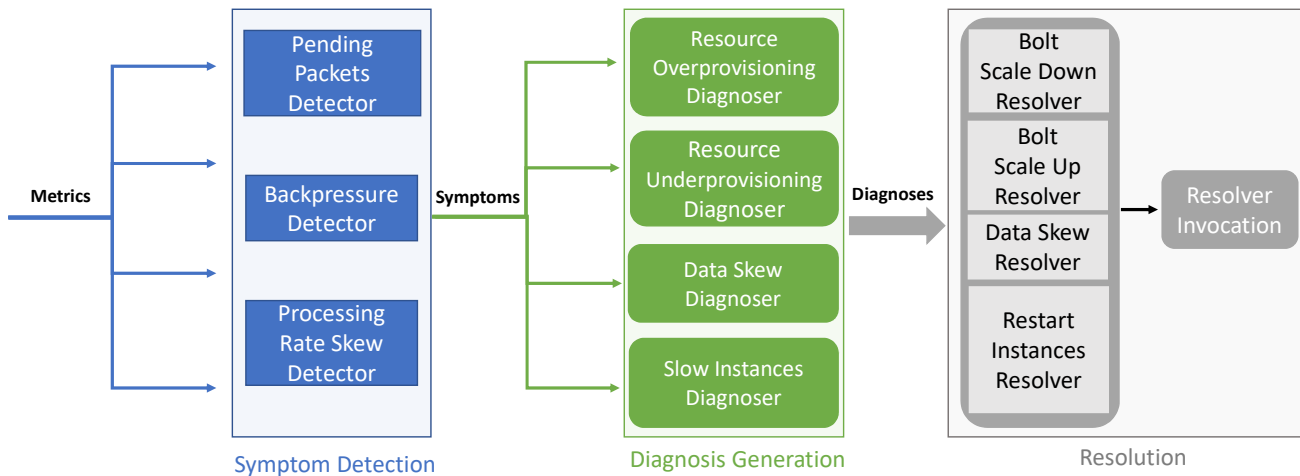 Metrics
Pending
Packets
Detector
Backpressure
Detector
Processing
Rate Skew
Detector
Symptom Detection
Symptoms
Resource
Overprovisioning
Diagnoser
Resource
Underprovisioning
Diagnoser
Data Skew
Diagnoser
Slow Instances
Diagnoser
Diagnosis Generation
Diagnoses
Bolt
Scale Down
Resolver
Bolt
Scale Up
Resolver
Data Skew
Resolver
Restart
Instances
Resolver
Resolver
Invocation
Resolution